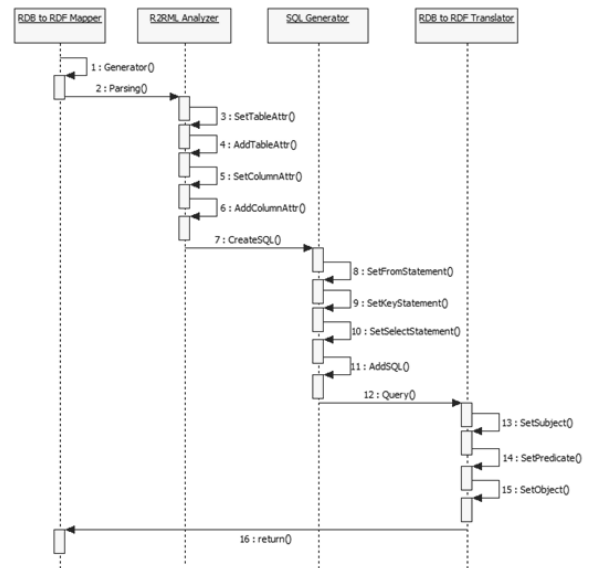 RDB to RDF Mapper
R2RML Analyzer
SQL Generator
RDB to RDF Translator
1 : Generator()
2 : Parsing()
3 : SetTableAttr()
4 : AddTableAttr()
5 : SetColumnAttr()
6 : AddColumnAttr()
7 : CreateSQL()
8 : SetFromStatement()
9 : SetKeyStatement()
10 : SetSelectStatement()
11 : AddSQL()
12 : Query()
13 : SetSubject()
14 : SetPredicate()
15 : SetObject()
16 : return()